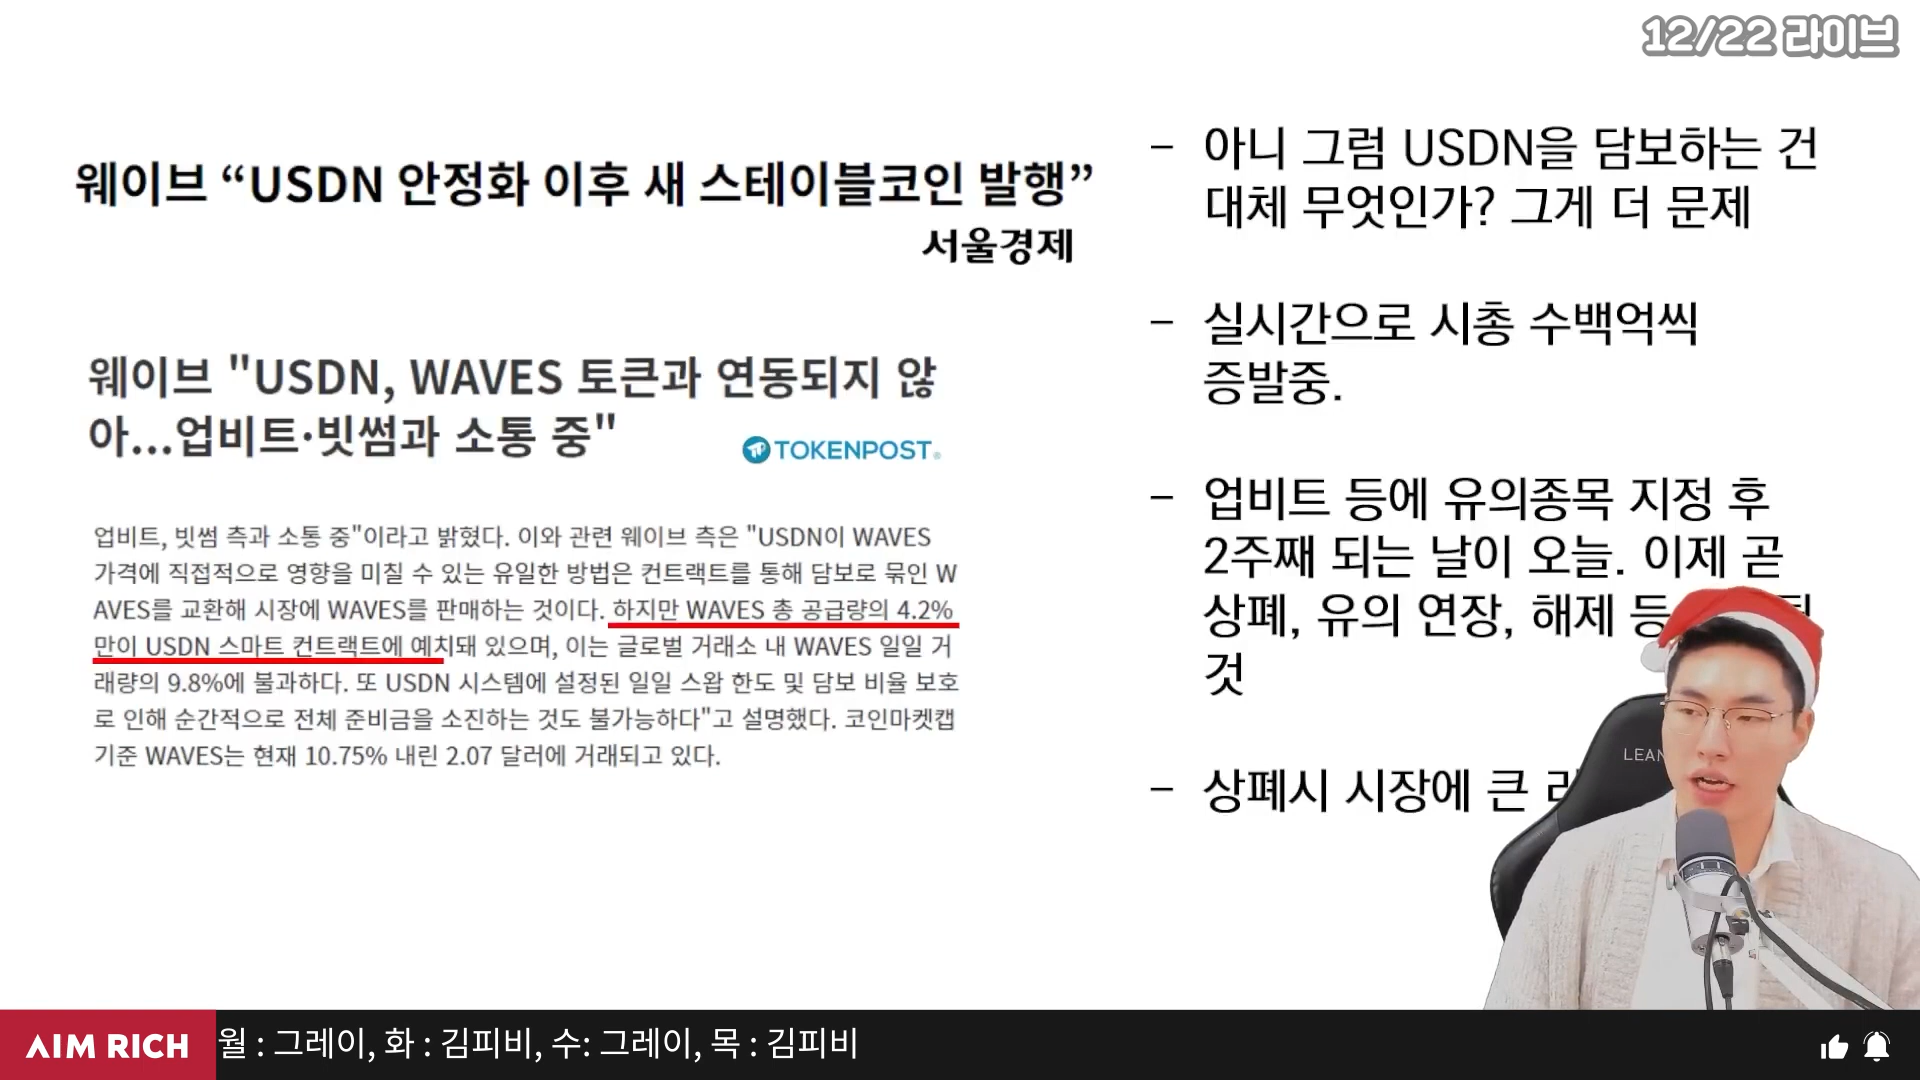 12/22 라이브
웨이브 “USDN 안정화 이후 새 스테이블코인 발행”
서울경제
웨이브 "USDN, WAVES 토큰과 연동되지 않
아...업비트·빗썸과 소통 중"
TOKENPOST
업비트, 빗썸 측과 소통 중"이라고 밝혔다. 이와 관련 웨이브 측은 "USDN이 WAVES
가격에 직접적으로 영향을 미칠 수 있는 유일한 방법은 컨트랙트를 통해 담보로 묶인 W
AVES를 교환해 시장에 WAVES를 판매하는 것이다. 하지만 WAVES 총 공급량의 4.2%
만이 USDN 스마트 컨트랙트에 예치돼 있으며, 이는 글로벌 거래소 내 WAVES 일일 거
래량의 9.8%에 불과하다. 또 USDN 시스템에 설정된 일일 스왑 한도 및 담보 비율 보호
로 인해 순간적으로 전체 준비금을 소진하는 것도 불가능하다"고 설명했다. 코인마켓캡
기준 WAVES는 현재 10.75% 내린 2.07 달러에 거래되고 있다.
- 아니 그럼 USDN을 담보하는 건
대체 무엇인가? 그게 더 문제
- 실시간으로 시총 수백억씩
증발중.
- 업비트 등에 유의종목 지정 후
2주째 되는 날이 오늘. 이제 곧
상폐, 유의 연장, 해제 등
것
- 상폐시 시장에 큰
LEAN
AIM RICH
월 : 그레이, 화 : 김피비, 수: 그레이, 목 : 김피비